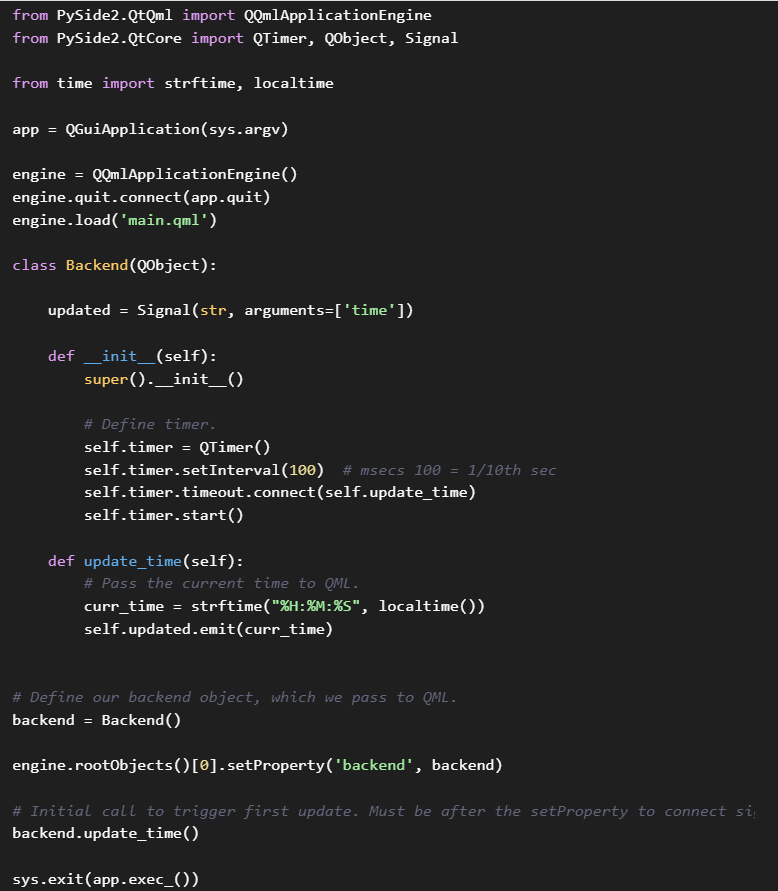 from PySide2.QtQml import QQmlApplicationEngine
from PySide2.QtCore import QTimer, QObject, Signal

from time import strftime, localtime

app = QGuiApplication(sys.argv)

engine = QQmlApplicationEngine()
engine.quit.connect(app.quit)
engine.load('main.qml')

class Backend(QObject):

    updated = Signal(str, arguments=['time'])

    def __init__(self):
        super().__init__()

        # Define timer.
        self.timer = QTimer()
        self.timer.setInterval(100)  # msecs 100 = 1/10th sec
        self.timer.timeout.connect(self.update_time)
        self.timer.start()

    def update_time(self):
        # Pass the current time to QML.
        curr_time = strftime("%H:%M:%S", localtime())
        self.updated.emit(curr_time)


# Define our backend object, which we pass to QML.
backend = Backend()

engine.rootObjects()[0].setProperty('backend', backend)

# Initial call to trigger first update. Must be after the setProperty to connect
backend.update_time()

sys.exit(app.exec_())